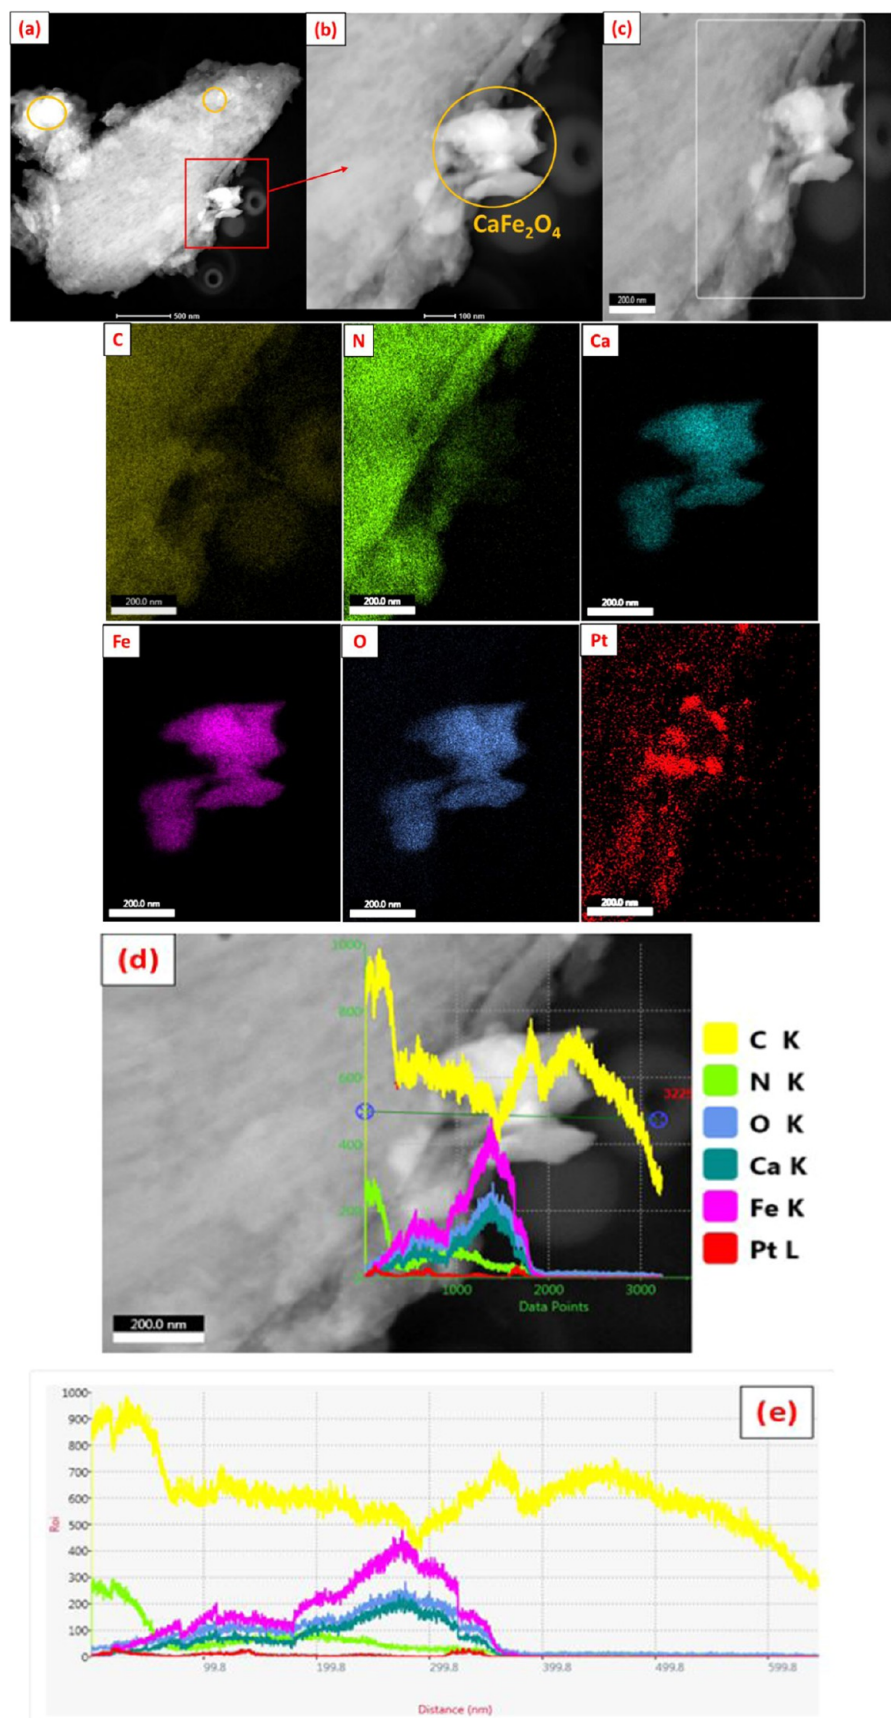 (a)
(b)
(c)
CaFe2O4
500 nm
100 nm
200.0 nm
C
N
Ca
200.0 nm
200.0 nm
200.0 nm
Fe
O
Pt
200.0 nm
200.0 nm
200.0 nm
(d)
1000
800
600
400
200
0
3225
1000
2000
3000
Data Points
200.0 nm
C K
N K
O K
Ca K
Fe K
Pt L
(e)
1000
900
800
700
600
500
400
300
200
100
0
Roi
99.8
199.8
299.8
399.8
499.8
599.8
Distance (nm)